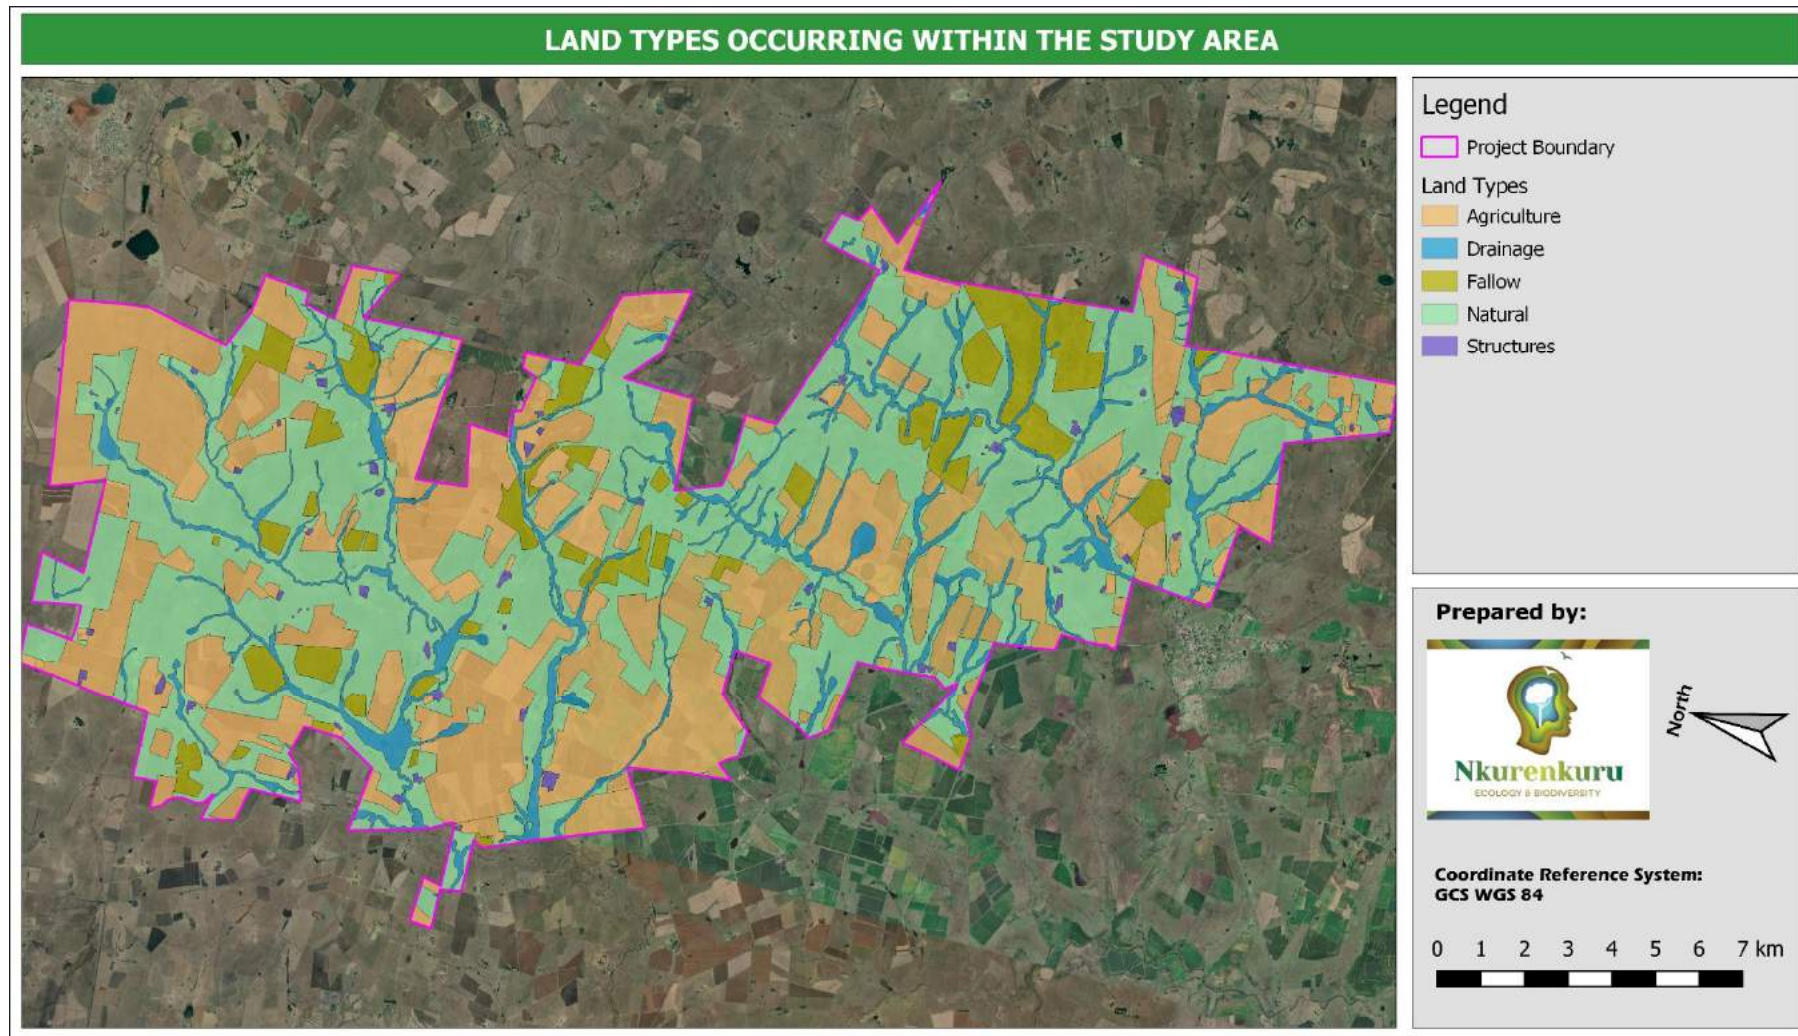 LAND TYPES OCCURRING WITHIN THE STUDY AREA
Legend
Project Boundary
Land Types
Agriculture
Drainage
Fallow
Natural
Structures
Prepared by:
Nkurenkuru
ECOLOGY & BIODIVERSITY
North
Coordinate Reference System:
GCS WGS 84
0 1 2 3 4 5 6 7 km